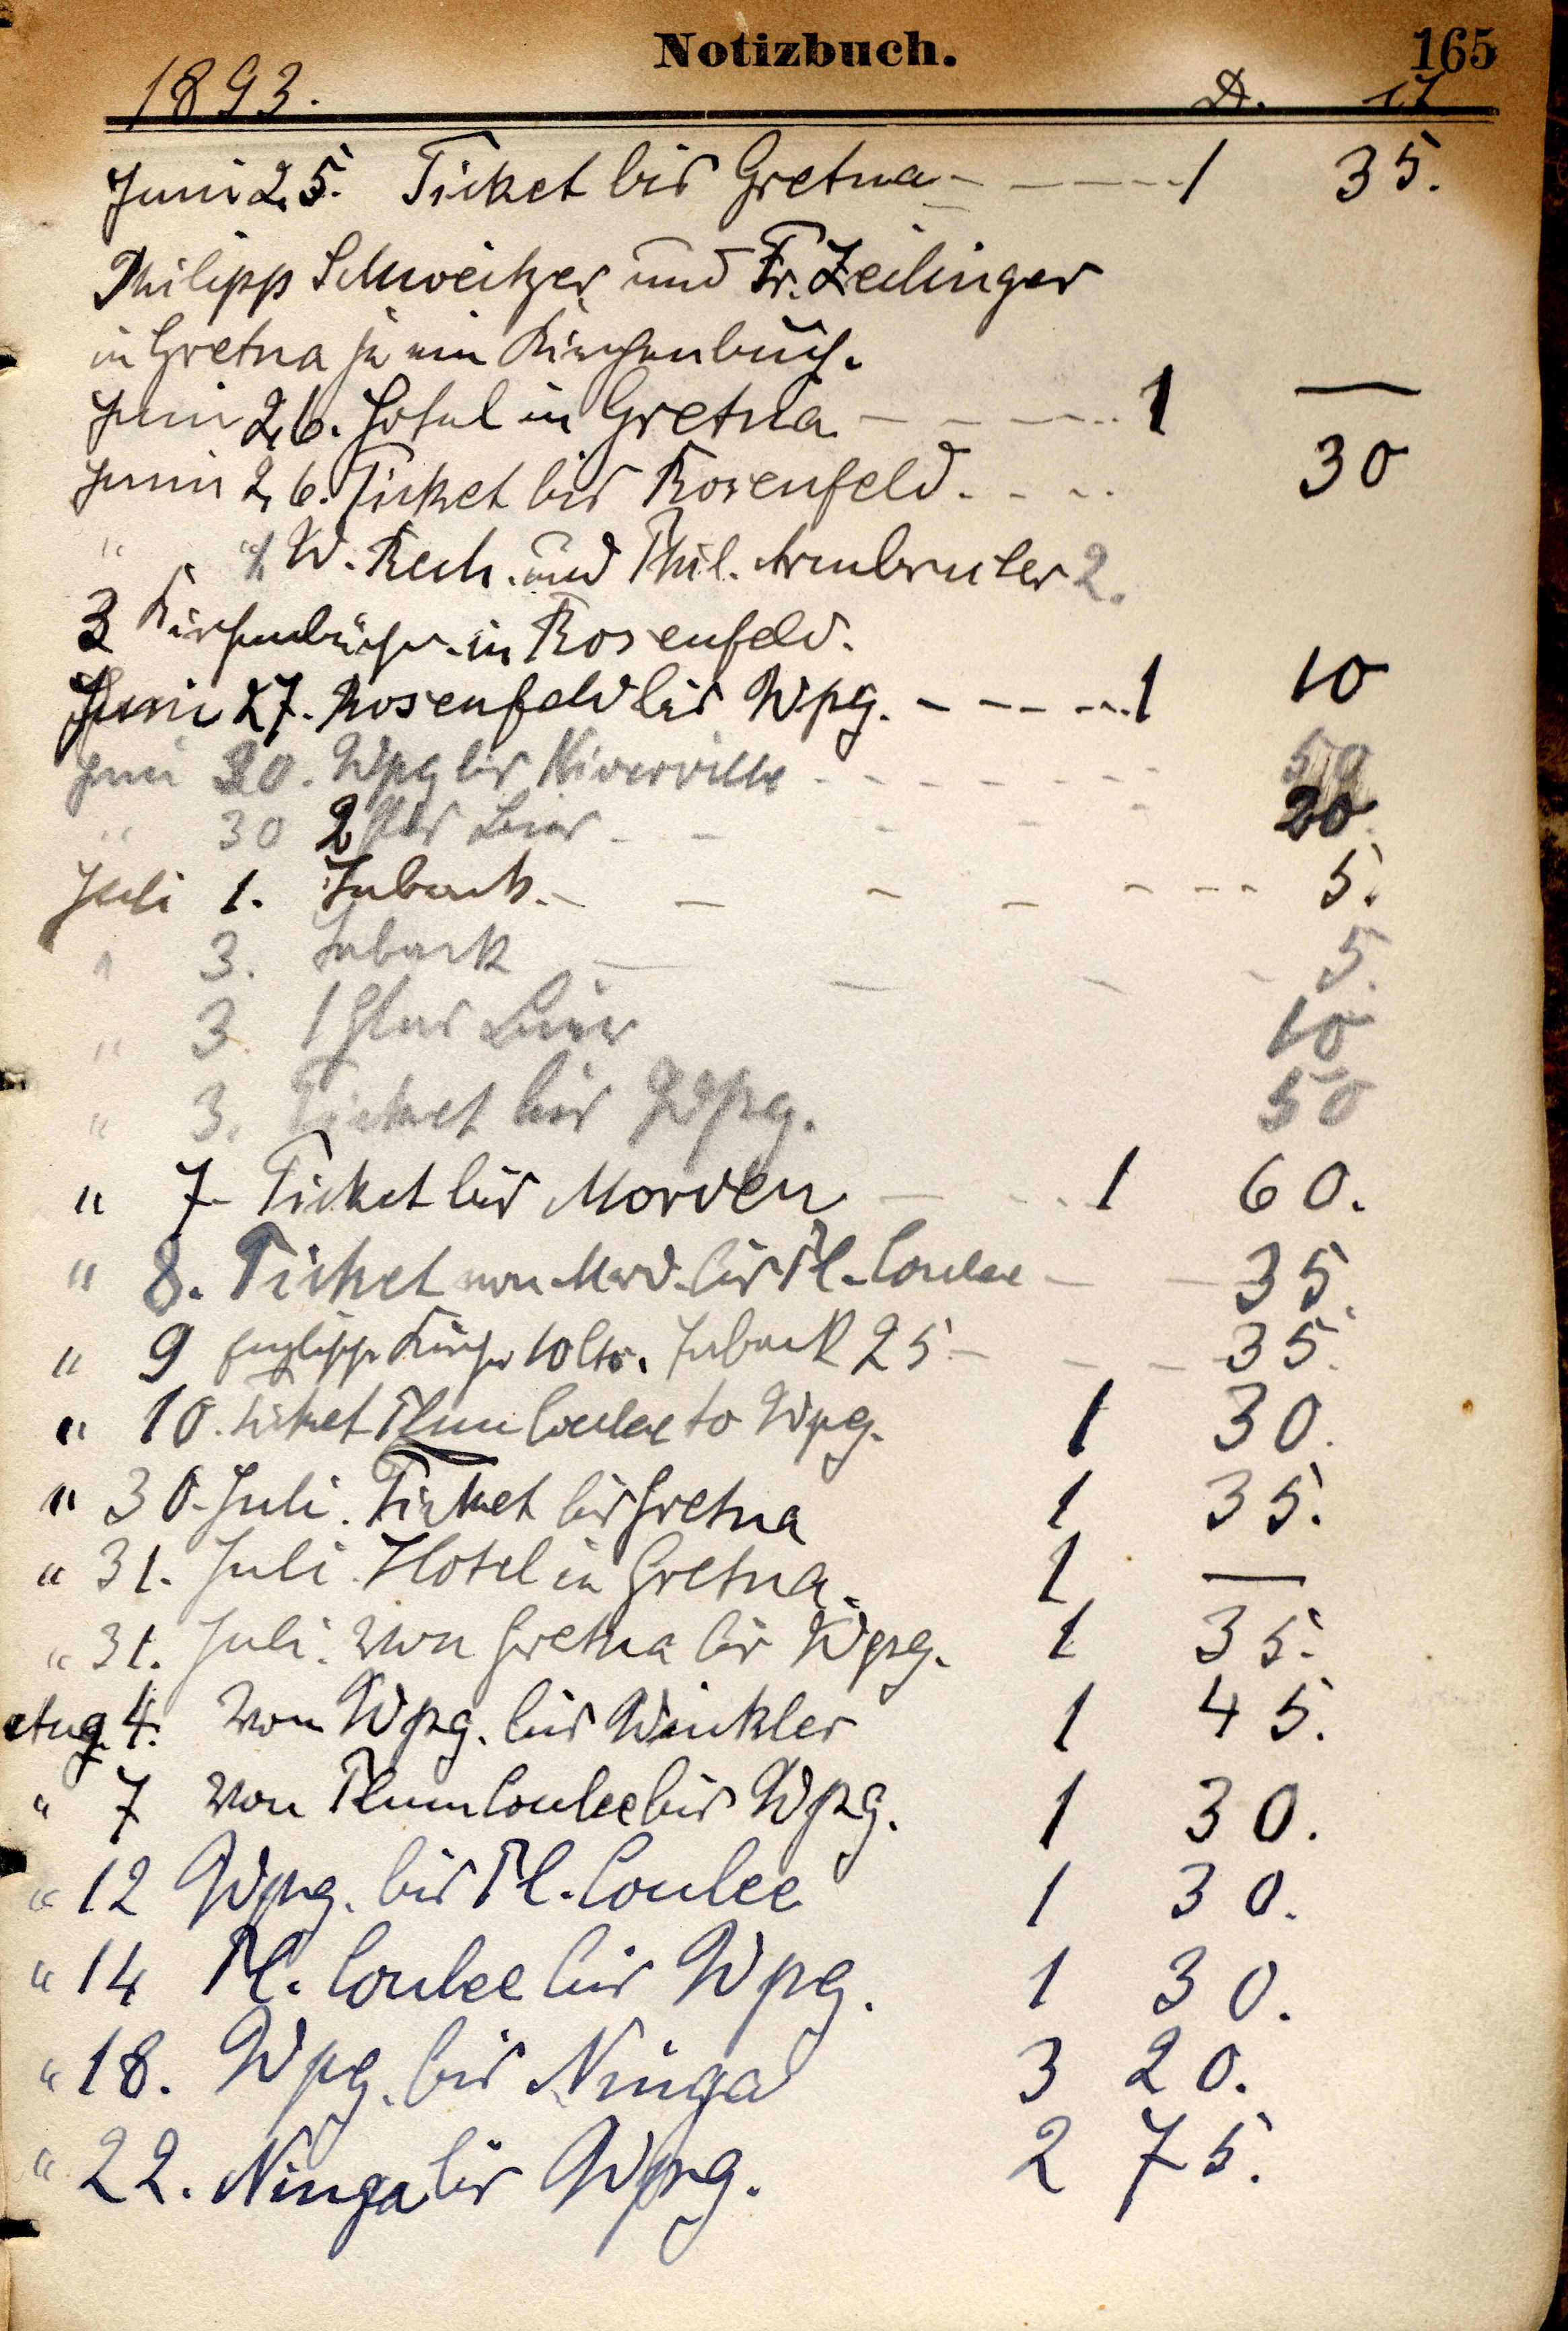 Notizbuch. 165
1893. D.
Juni 25. Ticket bis Gretna 1 35.
Philipp Schweitzer und Fr. Zeilinger
in Gretna je ein Kirchenbuch.
Juni 26. Hotel in Gretna 1 —
Juni 26. Ticket bis Rosenfeld 30
" " W. Rech. und Phil. Armbruster 2.
3 Kirchenbücher in Rosenfeld.
Juni 27. Rosenfeld bis Wpg. 1 10
Juni 30. Wpg bis Niverville 50
" 30 2 Glas Bier 20
Juli 1. Taback 5.
" 3. Taback 5.
" 3. 1 Glas Bier 10
" 3. Ticket bis Wpg. 50
" 7 Ticket bis Morden 1 60.
" 8. Ticket von Mord. bis Pl. Coulee 35.
" 9 Englische Kirche 10 Cts. Taback 25 35.
" 10. Ticket Plum Coulee to Wpg. 1 30.
" 30. Juli. Ticket bis Gretna 1 35.
" 31. Juli. Hotel in Gretna. 1 —
" 31. Juli. Von Gretna bis Wpg. 1 35.
Aug. 4. Von Wpg. bis Winkler 1 45.
" 7 Von Plum Coulee bis Wpg. 1 30.
" 12 Wpg. bis Pl. Coulee 1 30.
" 14 Pl. Coulee bis Wpg. 1 30.
" 18. Wpg. bis Ninga 3 20.
" 22. Ninga bis Wpg. 2 75.